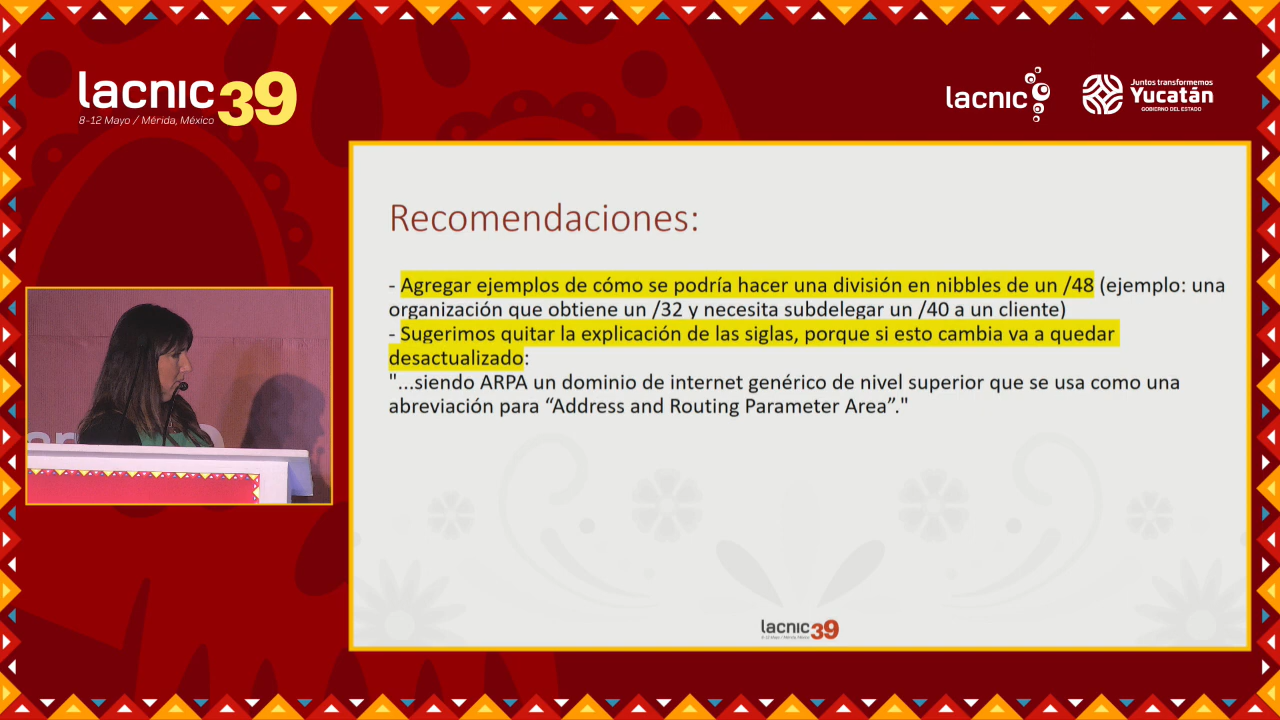 lacnic39
8-12 Mayo / Mérida, México
lacnic
Juntos transformemos
Yucatán
GOBIERNO DEL ESTADO
Recomendaciones:
- Agregar ejemplos de cómo se podría hacer una división en nibbles de un /48 (ejemplo: una
organización que obtiene un /32 y necesita subdelegar un /40 a un cliente)
- Sugerimos quitar la explicación de las siglas, porque si esto cambia va a quedar
desactualizado:
"...siendo ARPA un dominio de internet genérico de nivel superior que se usa como una
abreviación para “Address and Routing Parameter Area”."
lacnic39